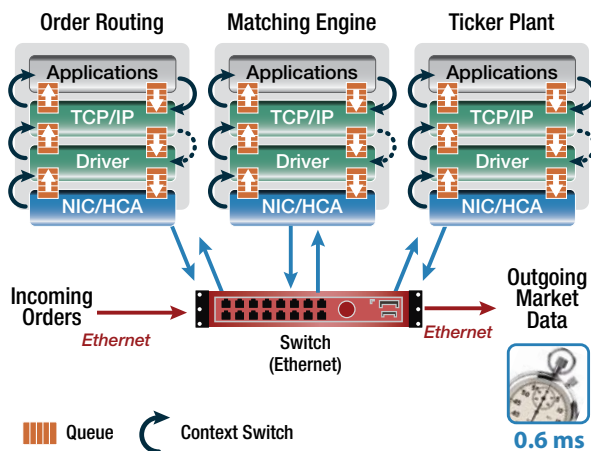 Order Routing
Matching Engine
Ticker Plant
Applications
Applications
Applications
TCP/IP
TCP/IP
TCP/IP
Driver
Driver
Driver
NIC/HCA
NIC/HCA
NIC/HCA
Incoming
Orders
Ethernet
Switch
(Ethernet)
Ethernet
Outgoing
Market
Data
Queue
Context Switch
0.6 ms